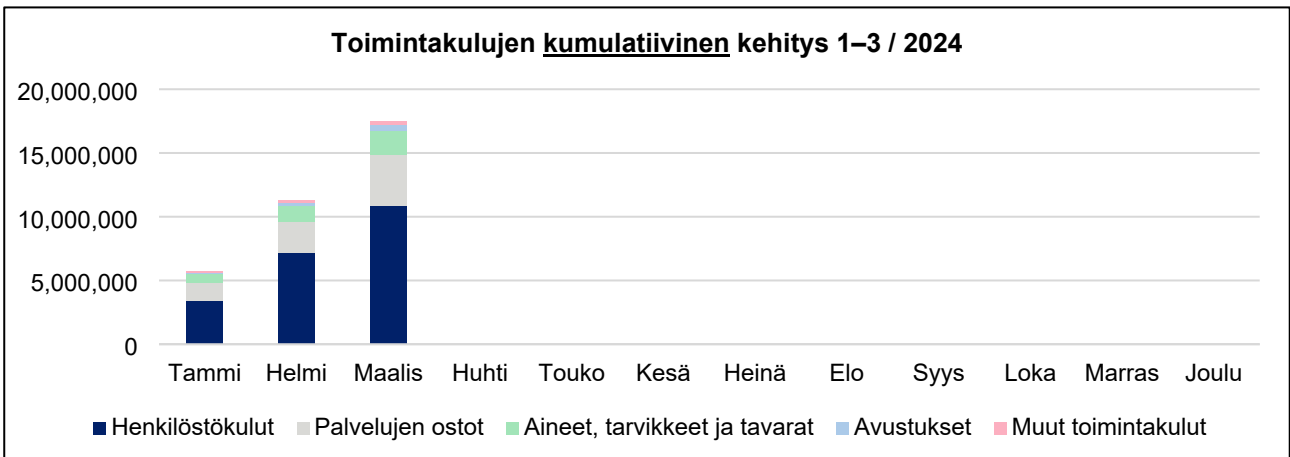 Toimintakulujen kumulatiivinen kehitys 1–3 / 2024
20,000,000
15,000,000
10,000,000
5,000,000
0
Tammi Helmi Maalis Huhti Touko Kesä Heinä Elo Syys Loka Marras Joulu
Henkilöstökulut Palvelujen ostot Aineet, tarvikkeet ja tavarat Avustukset Muut toimintakulut